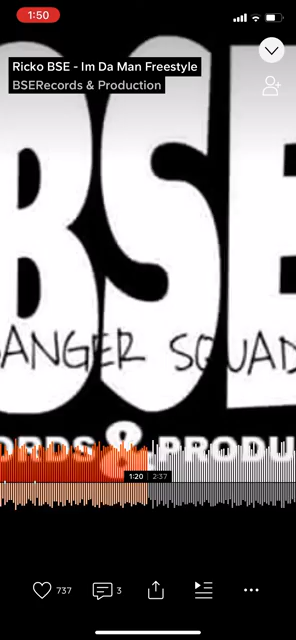 1:50
Ricko BSE - Im Da Man Freestyle
BSERecords & Production
BSE
ANGER SQUAD
ORDS & PRODU
1:20 2:37
737
3